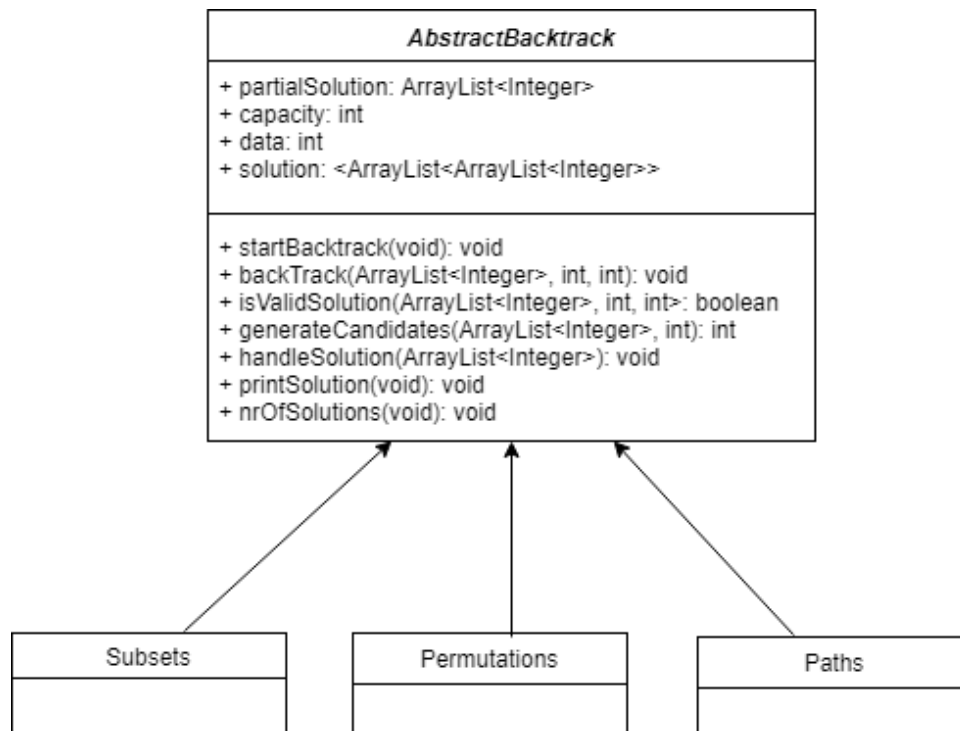 AbstractBacktrack
+ partialSolution: ArrayList<Integer>
+ capacity: int
+ data: int
+ solution: <ArrayList<ArrayList<Integer>>
+ startBacktrack(void): void
+ backTrack(ArrayList<Integer>, int, int): void
+ isValidSolution(ArrayList<Integer>, int, int>: boolean
+ generateCandidates(ArrayList<Integer>, int): int
+ handleSolution(ArrayList<Integer>): void
+ printSolution(void): void
+ nrOfSolutions(void): void
Subsets
Permutations
Paths